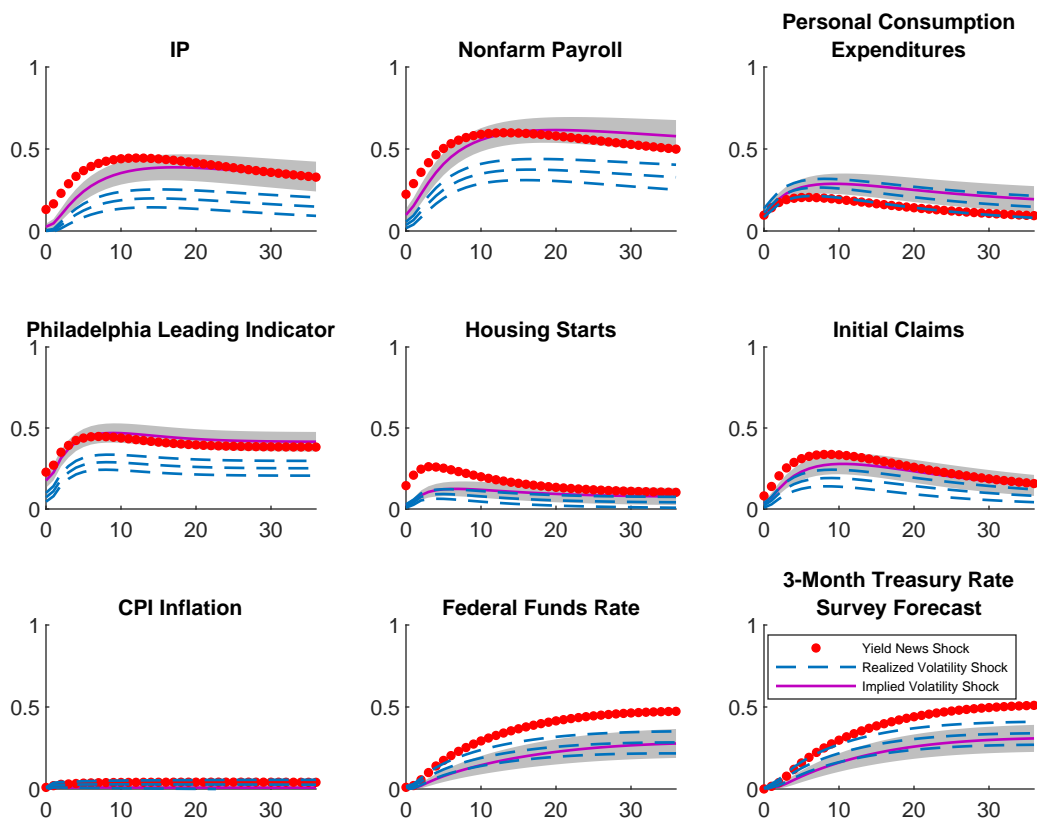 IP
Nonfarm Payroll
Personal Consumption
Expenditures
1
0.5
0
0 10 20 30
1
0.5
0
0 10 20 30
1
0.5
0
0 10 20 30
Philadelphia Leading Indicator
Housing Starts
Initial Claims
1
0.5
0
0 10 20 30
1
0.5
0
0 10 20 30
1
0.5
0
0 10 20 30
CPI Inflation
Federal Funds Rate
3-Month Treasury Rate
Survey Forecast
1
0.5
0
0 10 20 30
1
0.5
0
0 10 20 30
1
0.5
0
0 10 20 30
Yield News Shock
Realized Volatility Shock
Implied Volatility Shock